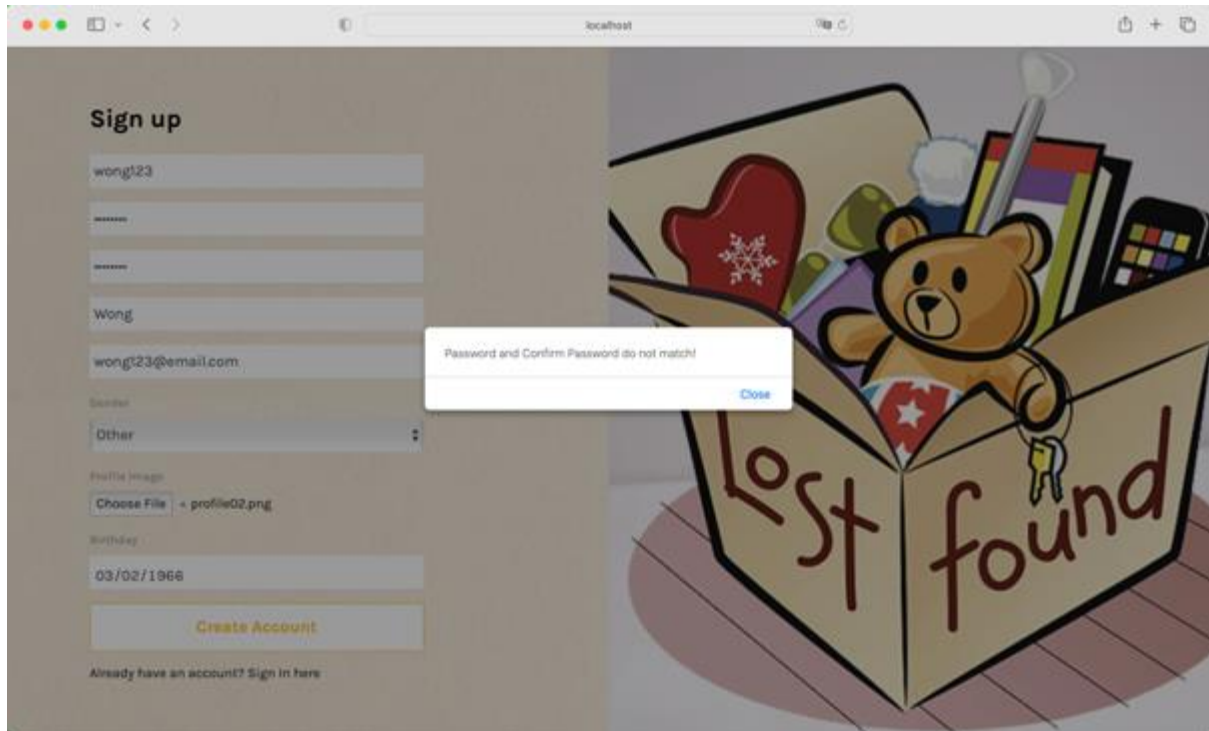 localhost
Sign up
wong123
••••••••
••••••••
Wong
Password and Confirm Password do not match!
wong123@email.com
Close
Gender
Other
Profile Image
Choose File profile02.png
Birthday
03/02/1966
Create Account
Already have an account? Sign in here
Lost found